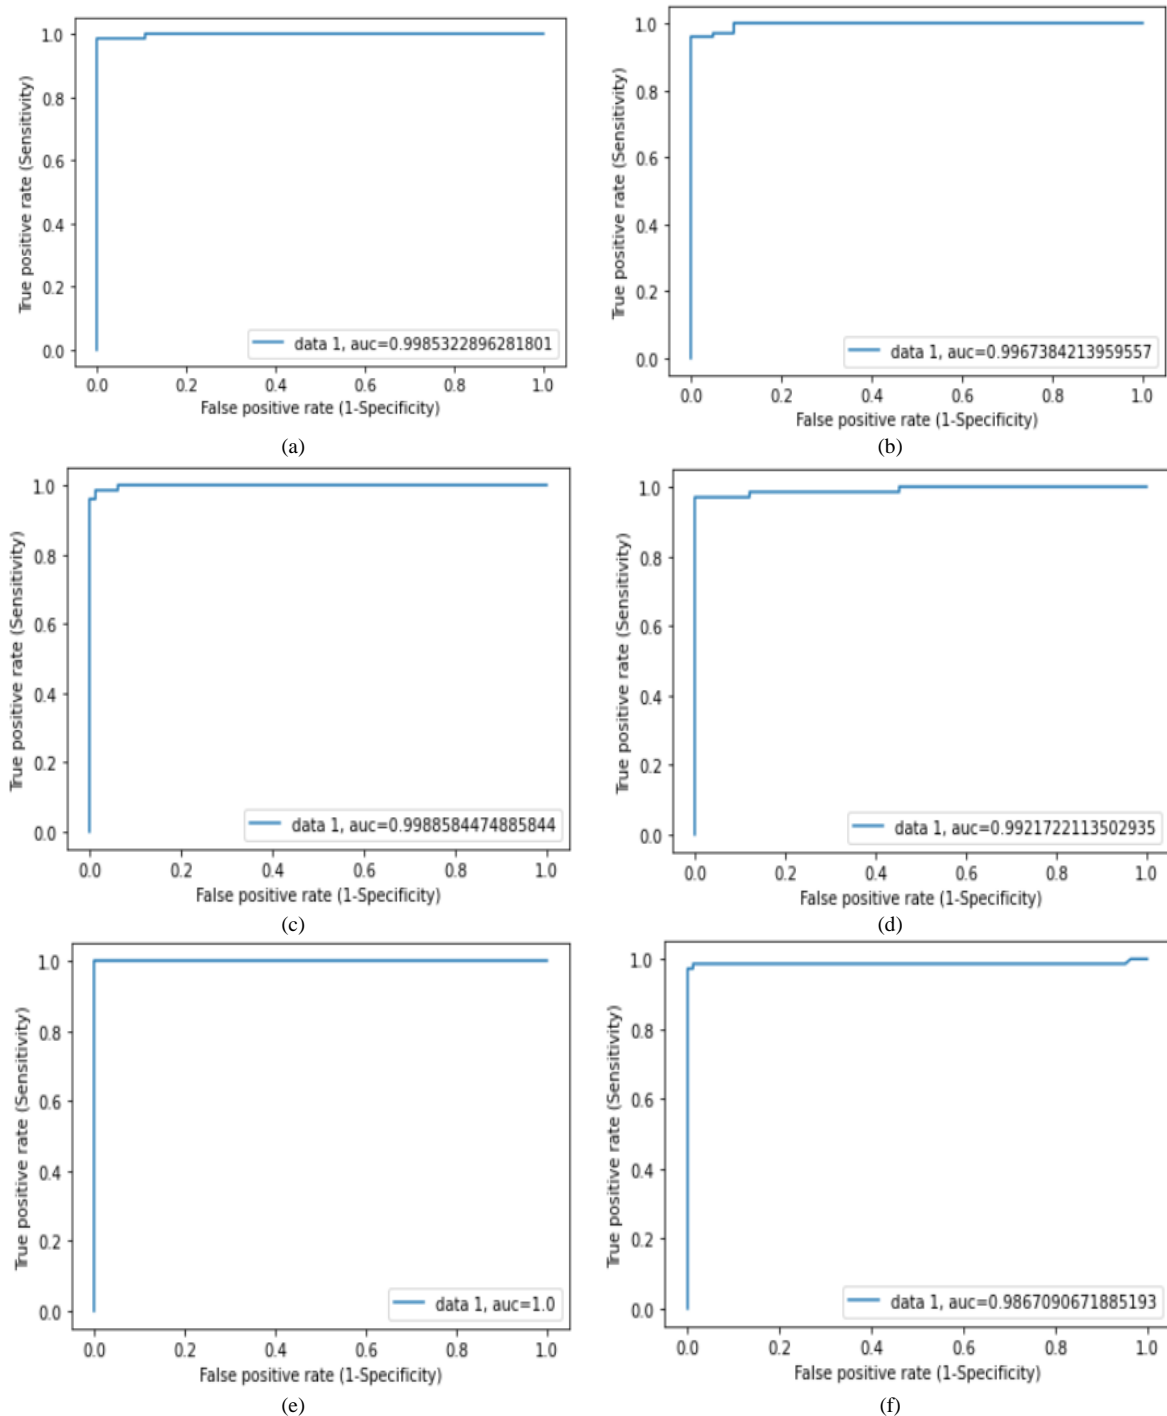 True positive rate (Sensitivity)
1.0
0.8
0.6
0.4
0.2
0.0
data 1, auc=0.9985322896281801
0.0 0.2 0.4 0.6 0.8 1.0
False positive rate (1-Specificity)
(a)
True positive rate (Sensitivity)
1.0
0.8
0.6
0.4
0.2
0.0
data 1, auc=0.9967384213959557
0.0 0.2 0.4 0.6 0.8 1.0
False positive rate (1-Specificity)
(b)
True positive rate (Sensitivity)
1.0
0.8
0.6
0.4
0.2
0.0
data 1, auc=0.9988584474885844
0.0 0.2 0.4 0.6 0.8 1.0
False positive rate (1-Specificity)
(c)
True positive rate (Sensitivity)
1.0
0.8
0.6
0.4
0.2
0.0
data 1, auc=0.9921722113502935
0.0 0.2 0.4 0.6 0.8 1.0
False positive rate (1-Specificity)
(d)
True positive rate (Sensitivity)
1.0
0.8
0.6
0.4
0.2
0.0
data 1, auc=1.0
0.0 0.2 0.4 0.6 0.8 1.0
False positive rate (1-Specificity)
(e)
True positive rate (Sensitivity)
1.0
0.8
0.6
0.4
0.2
0.0
data 1, auc=0.9867090671885193
0.0 0.2 0.4 0.6 0.8 1.0
False positive rate (1-Specificity)
(f)